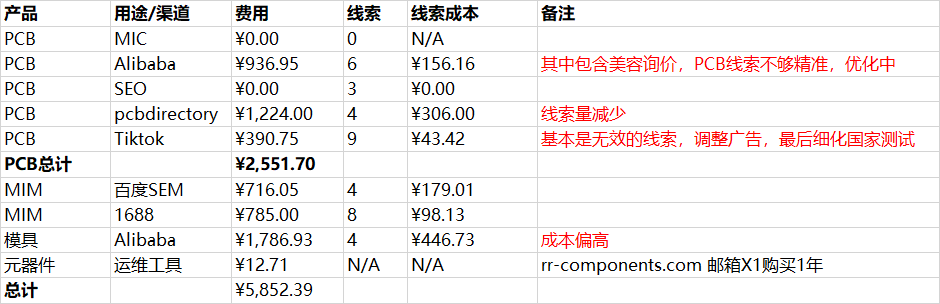 产品 用途/渠道 费用 线索 线索成本 备注
PCB MIC ¥0.00 0 N/A
PCB Alibaba ¥936.95 6 ¥156.16 其中包含美容询价，PCB线索不够精准，优化中
PCB SEO ¥0.00 3 ¥0.00
PCB pcbdirectory ¥1,224.00 4 ¥306.00 线索量减少
PCB Tiktok ¥390.75 9 ¥43.42 基本是无效的线索，调整广告，最后细化国家测试
PCB总计 ¥2,551.70
MIM 百度SEM ¥716.05 4 ¥179.01
MIM 1688 ¥785.00 8 ¥98.13
模具 Alibaba ¥1,786.93 4 ¥446.73 成本偏高
元器件 运维工具 ¥12.71 N/A N/A rr-components.com 邮箱X1购买1年
总计 ¥5,852.39